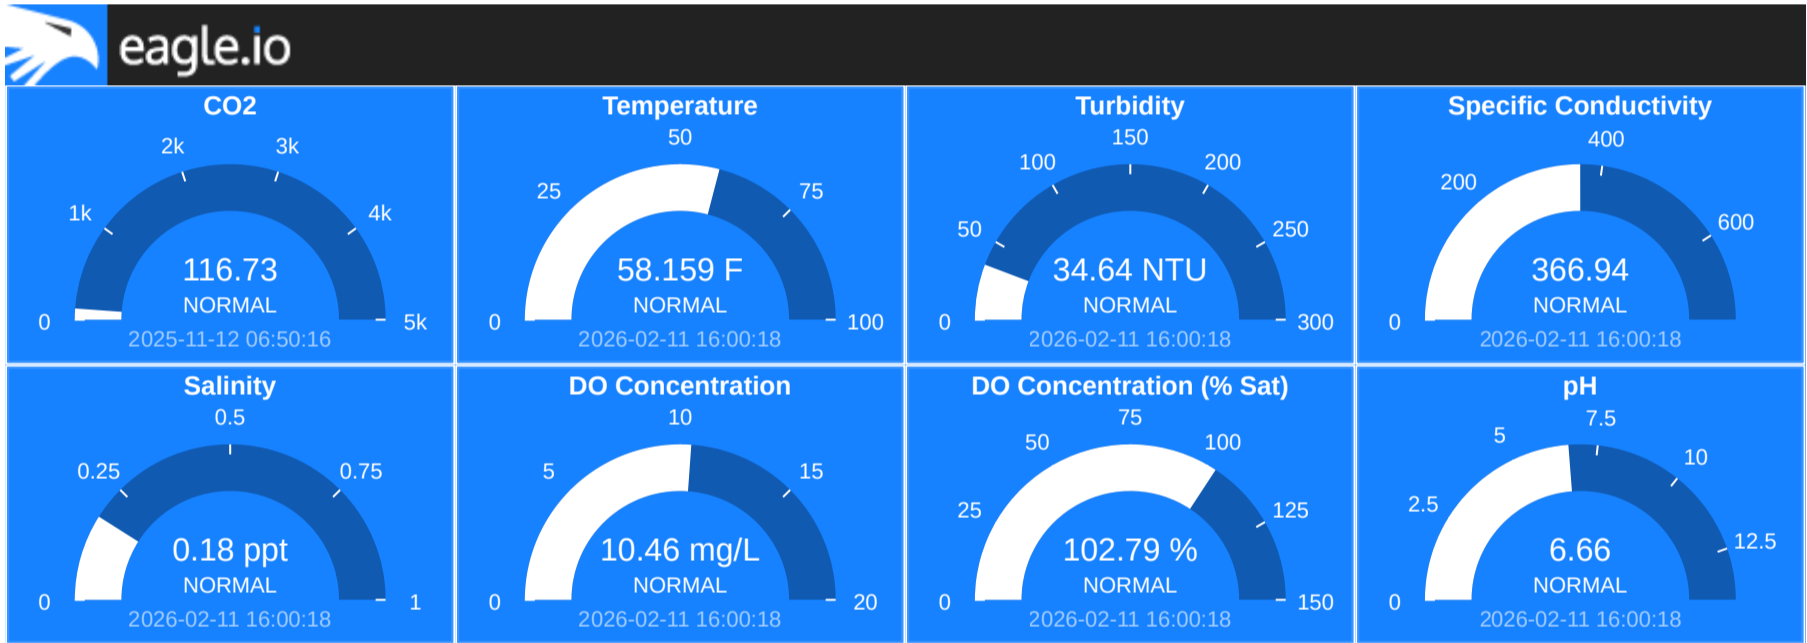 eagle.io
CO2
2k
3k
1k
4k
116.73
NORMAL
0
5k
2025-11-12 06:50:16
Temperature
50
25
75
58.159 F
NORMAL
0
100
2026-02-11 16:00:18
Turbidity
150
100
200
50
250
34.64 NTU
NORMAL
0
300
2026-02-11 16:00:18
Specific Conductivity
400
200
600
366.94
NORMAL
0
2026-02-11 16:00:18
Salinity
0.5
0.25
0.75
0.18 ppt
NORMAL
0
1
2026-02-11 16:00:18
DO Concentration
10
5
15
10.46 mg/L
NORMAL
0
20
2026-02-11 16:00:18
DO Concentration (% Sat)
75
50
100
25
125
102.79 %
NORMAL
0
150
2026-02-11 16:00:18
pH
7.5
5
10
2.5
12.5
6.66
NORMAL
0
2026-02-11 16:00:18